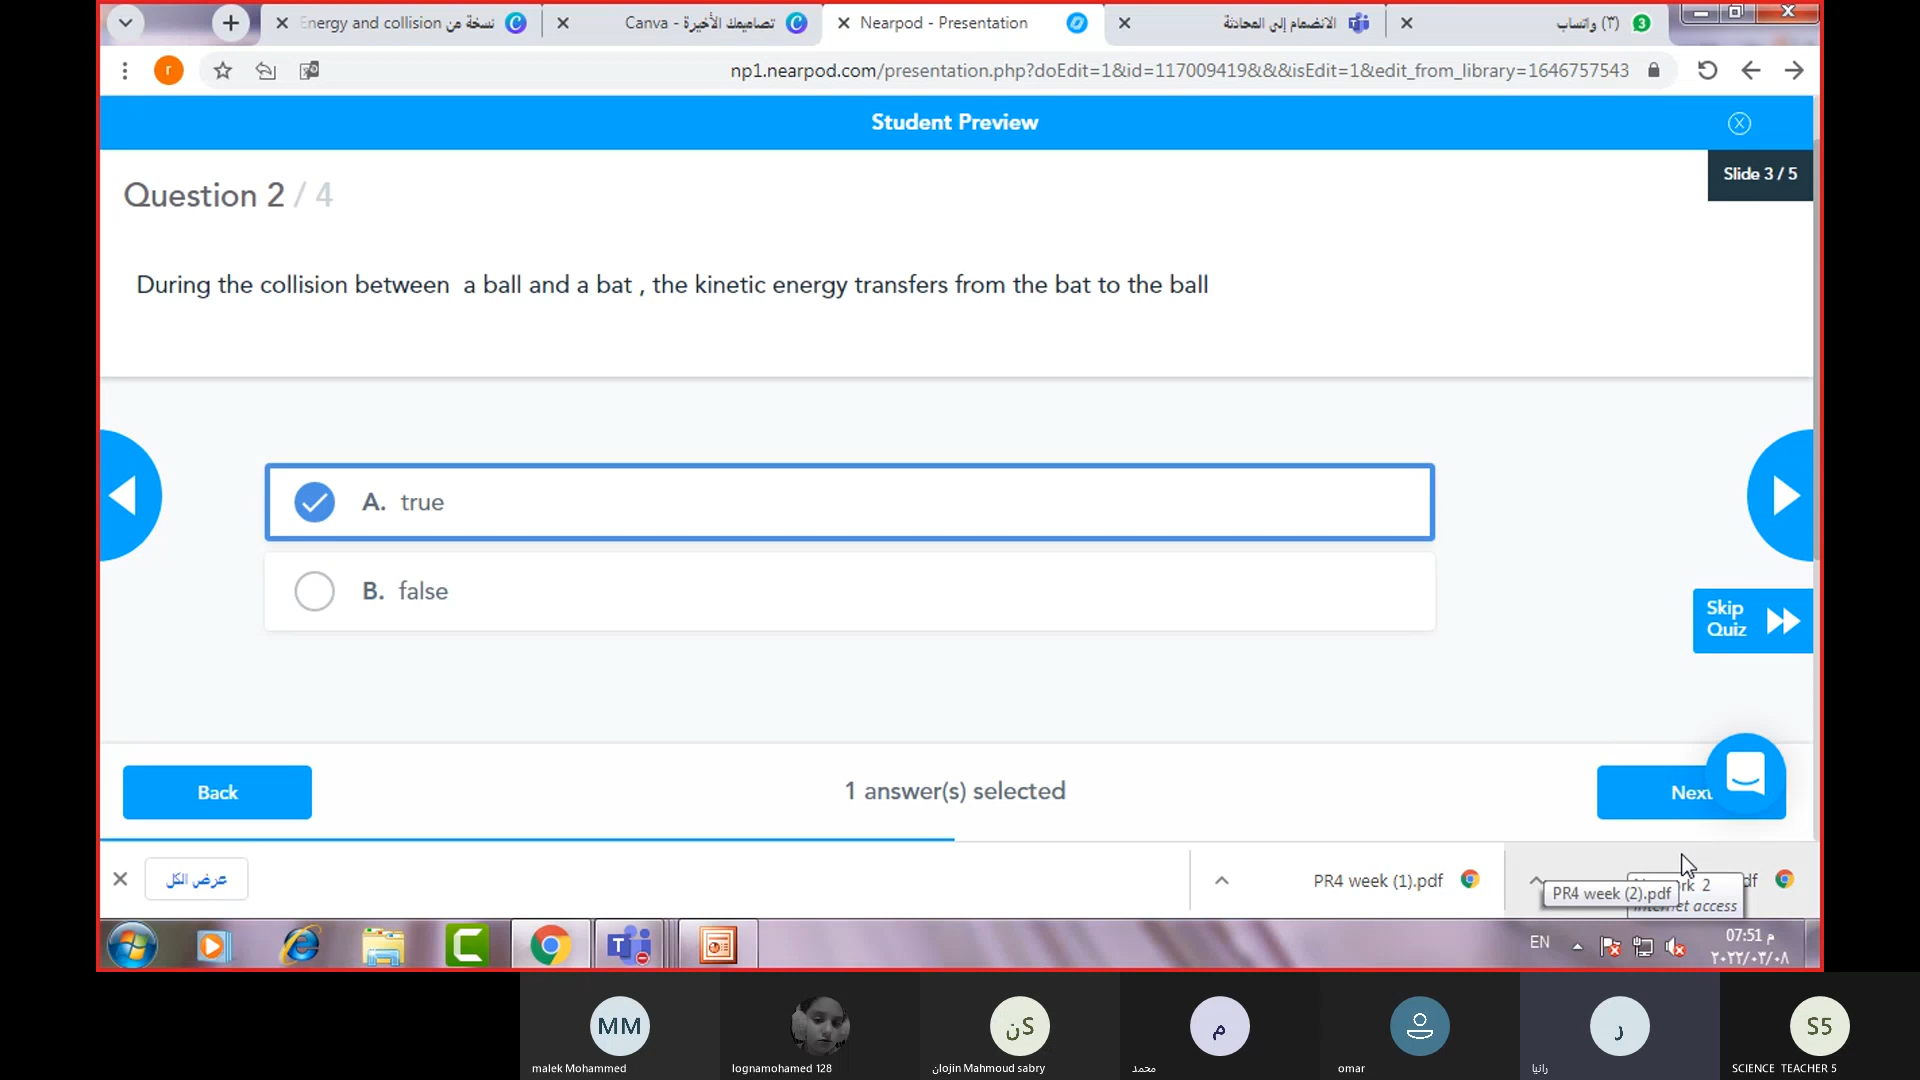 نسخة من Energy and collision
Canva - تصاميمك الأخيرة
Nearpod - Presentation
الانضمام إلى المحادثة
(٣) واتساب
3
r
np1.nearpod.com/presentation.php?doEdit=1&id=117009419&&&isEdit=1&edit_from_library=1646757543
Student Preview
Slide 3 / 5
Question 2 / 4
During the collision between a ball and a bat , the kinetic energy transfers from the bat to the ball
A. true
B. false
Skip
Quiz
Back
1 answer(s) selected
عرض الكل
PR4 week (1).pdf
PR4 week (2).pdf
2
access
EN
07:51 م
٢٠٢٢/٠٣/٠٨
MM
نS
م
ر
S5
malek Mohammed
lognamohamed 128
نlojin Mahmoud sabry
محمد
omar
رانيا
SCIENCE TEACHER 5